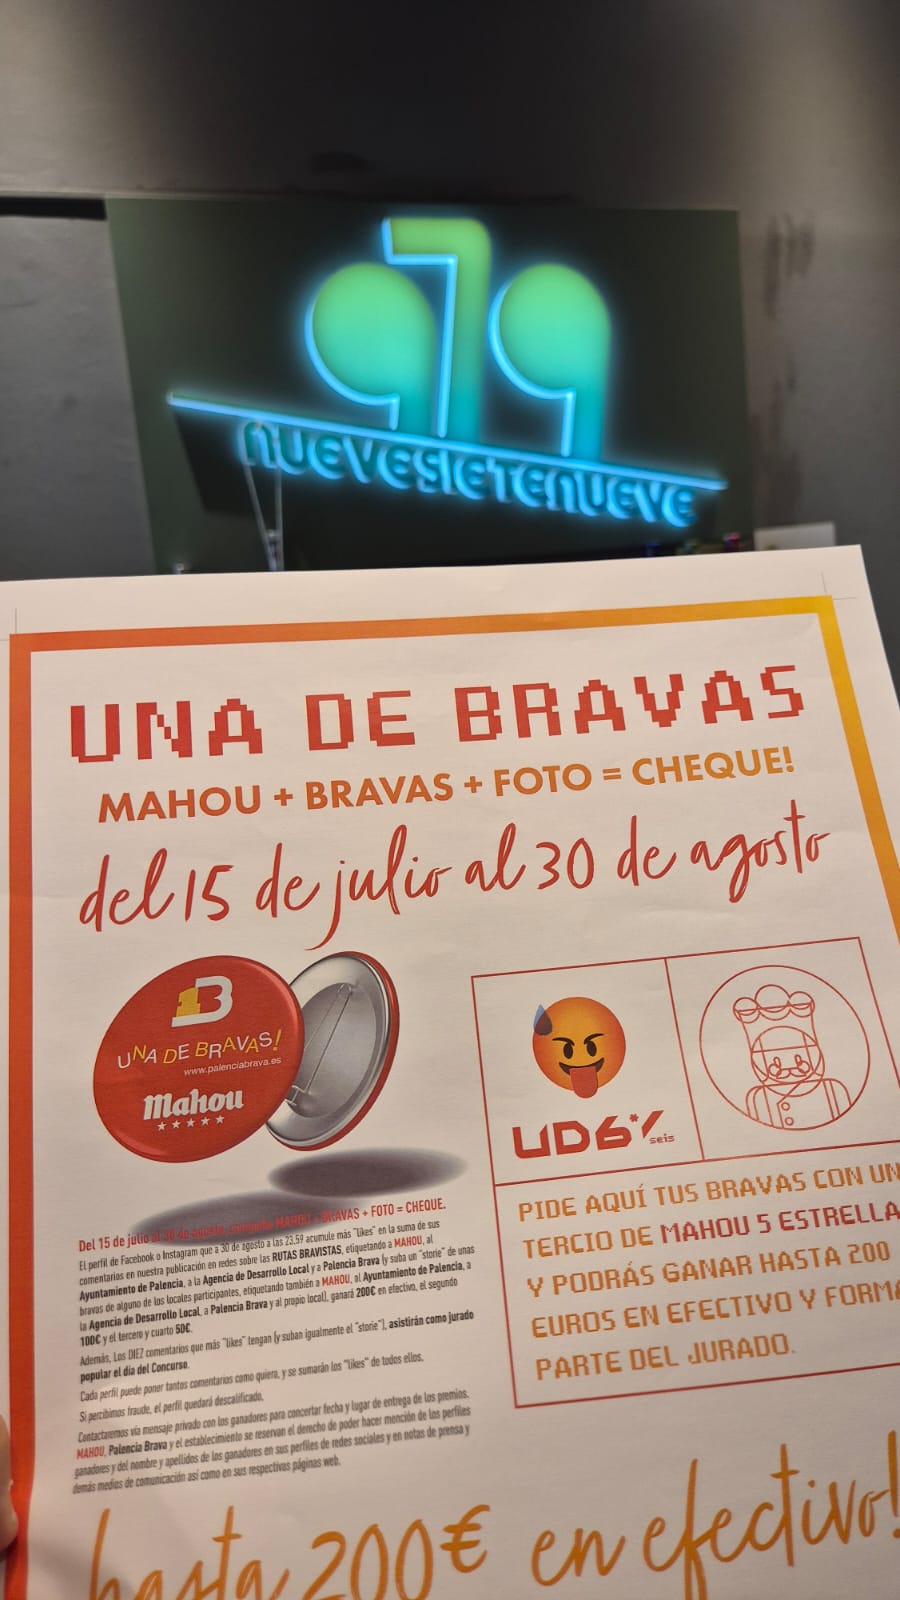 979
NUEVESIETENUEVE
UNA DE BRAVAS
MAHOU + BRAVAS + FOTO = CHEQUE!
del 15 de julio al 30 de agosto
1B
UNA DE BRAVAS!
www.palenciabrava.es
Mahou
UD6*/
seis
PIDE AQUÍ TUS BRAVAS CON UN
TERCIO DE MAHOU 5 ESTRELLA
Y PODRÁS GANAR HASTA 200
EUROS EN EFECTIVO Y FORMA
PARTE DEL JURADO.
Del 15 de julio al 30 de agosto, MAHOU + BRAVAS + FOTO = CHEQUE.
El perfil de Facebook o Instagram que a 30 de agosto a las 23,59 acumule más "likes" en la suma de sus
comentarios en nuestra publicación en redes sobre las RUTAS BRAVISTAS, etiquetando a MAHOU, al
Ayuntamiento de Palencia, a la Agencia de Desarrollo Local y a Palencia Brava (y suba un "storie" de unas
bravas de alguno de los locales participantes, etiquetando también a MAHOU, al Ayuntamiento de Palencia, a
la Agencia de Desarrollo Local, a Palencia Brava y al propio local), ganará 200€ en efectivo, el segundo
100€ y el tercero y cuarto 50€.
Además, Los DIEZ comentarios que más "likes" tengan (y suban igualmente el "storie"), asistirán como jurado
popular el día del Concurso.
Cada perfil puede poner tantos comentarios como quiera, y se sumarán los "likes" de todos ellos.
Si percibimos fraude, el perfil quedará descalificado.
Contactaremos vía mensaje privado con los ganadores para concertar fecha y lugar de entrega de los premios.
MAHOU, Palencia Brava y el establecimiento se reservan el derecho de poder hacer mención de los perfiles
ganadores y del nombre y apellidos de los ganadores en sus perfiles de redes sociales y en notas de prensa y
demás medios de comunicación así como en sus respectivas páginas web.
hasta 200€ en efectivo!